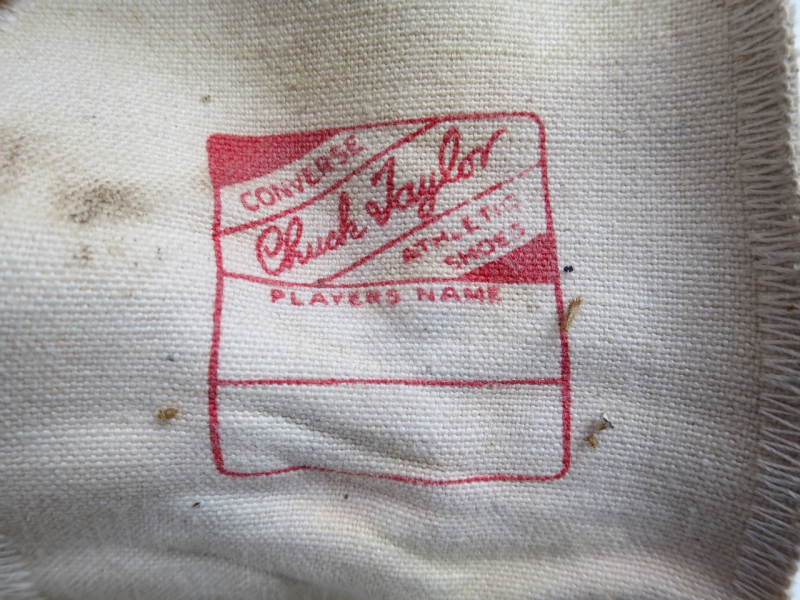 CONVERSE
Chuck Taylor
ATHLETIC
SHOES
PLAYERS NAME